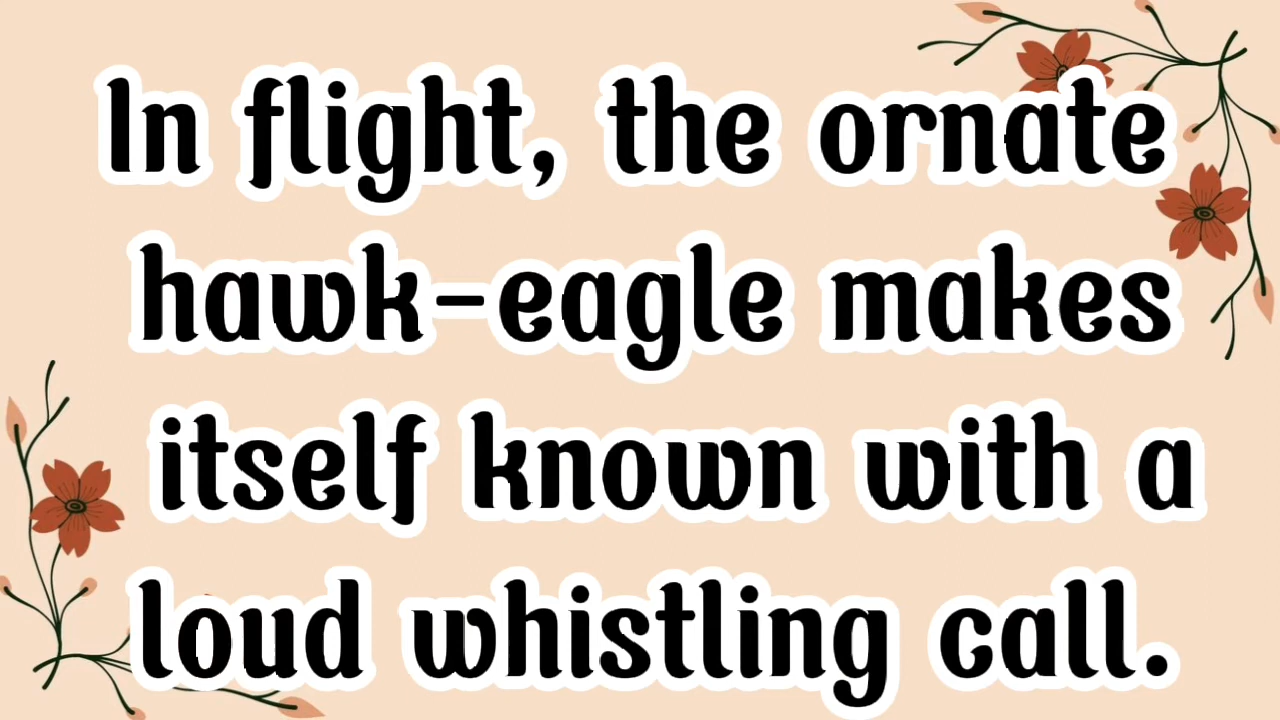 In flight, the ornate
hawk-eagle makes
itself known with a
loud whistling call.